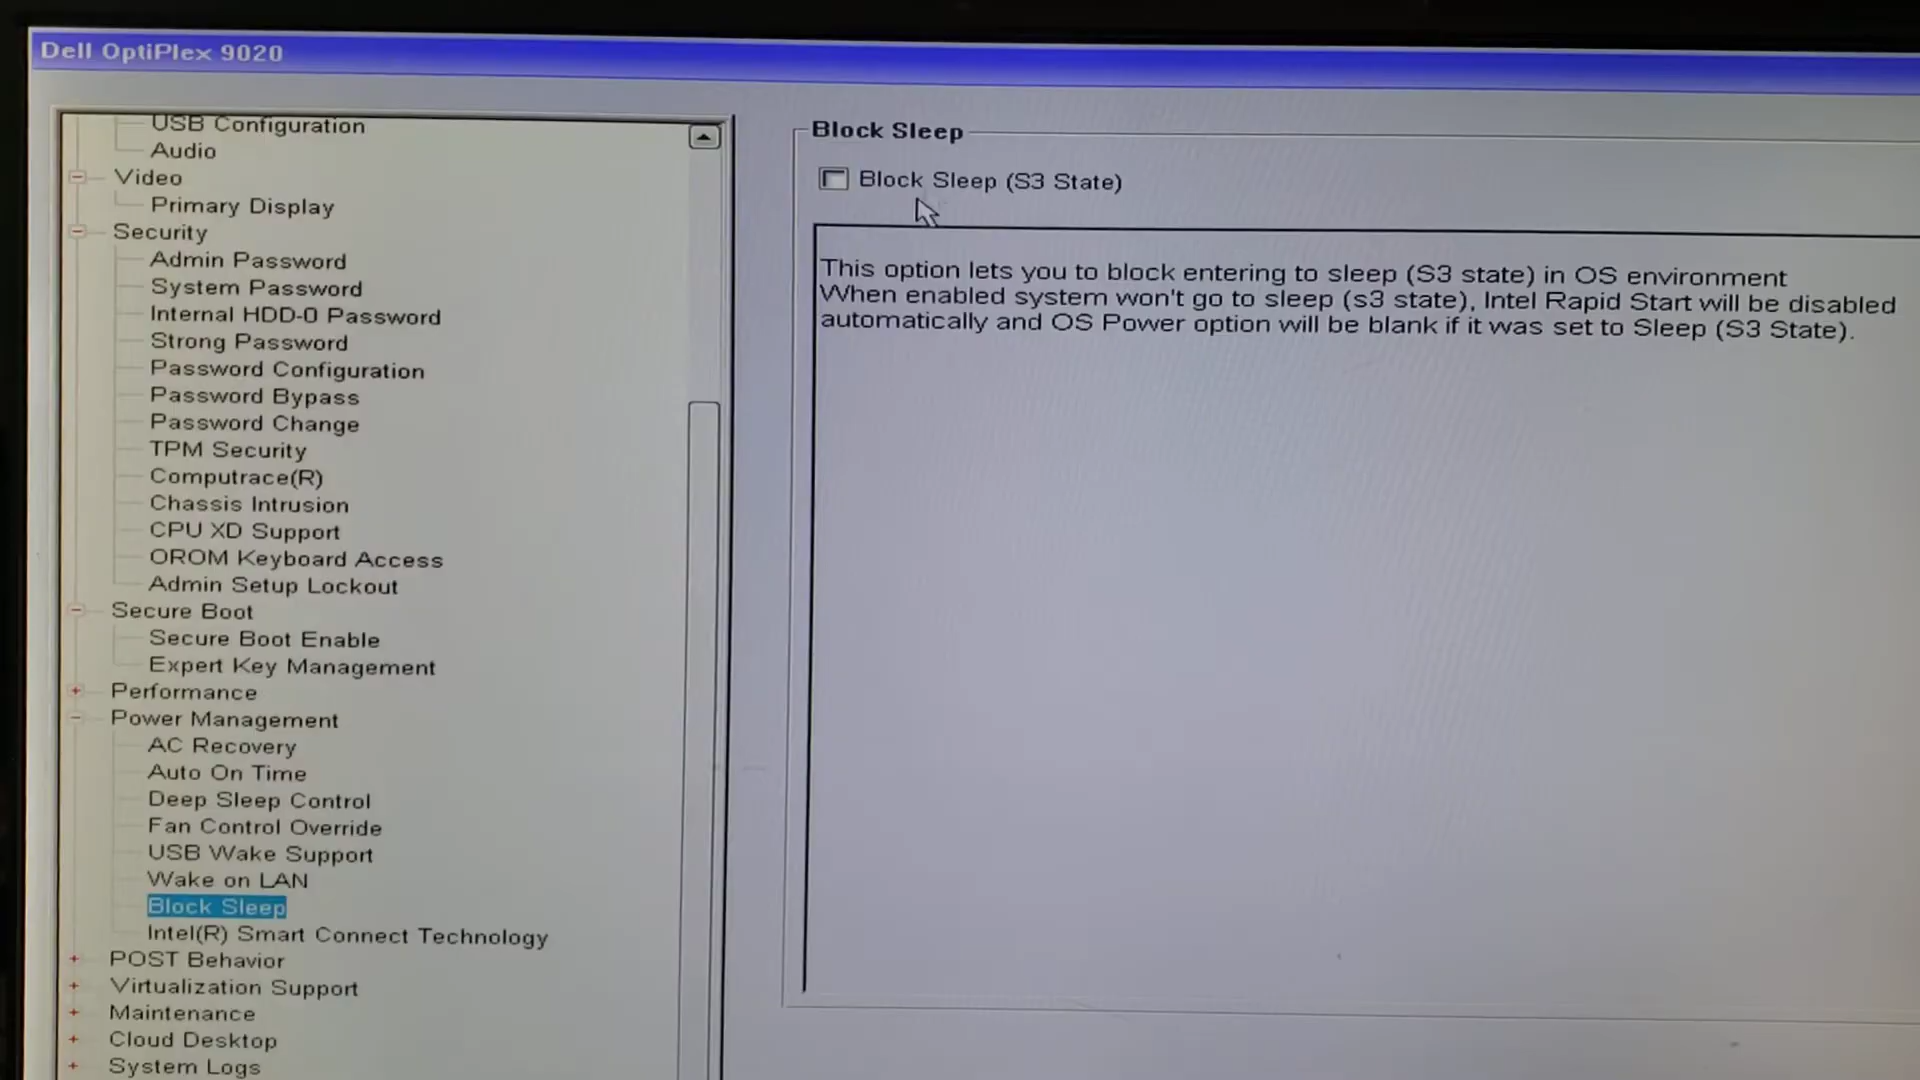 Dell OptiPlex 9020
USB Configuration
Audio
Video
Primary Display
Security
Admin Password
System Password
Internal HDD-0 Password
Strong Password
Password Configuration
Password Bypass
Password Change
TPM Security
Computrace(R)
Chassis Intrusion
CPU XD Support
OROM Keyboard Access
Admin Setup Lockout
Secure Boot
Secure Boot Enable
Expert Key Management
Performance
Power Management
AC Recovery
Auto On Time
Deep Sleep Control
Fan Control Override
USB Wake Support
Wake on LAN
Block Sleep
Intel(R) Smart Connect Technology
POST Behavior
Virtualization Support
Maintenance
Cloud Desktop
System Logs
Block Sleep
Block Sleep (S3 State)
This option lets you to block entering to sleep (S3 state) in OS environment
When enabled system won't go to sleep (s3 state), Intel Rapid Start will be disabled
automatically and OS Power option will be blank if it was set to Sleep (S3 State).